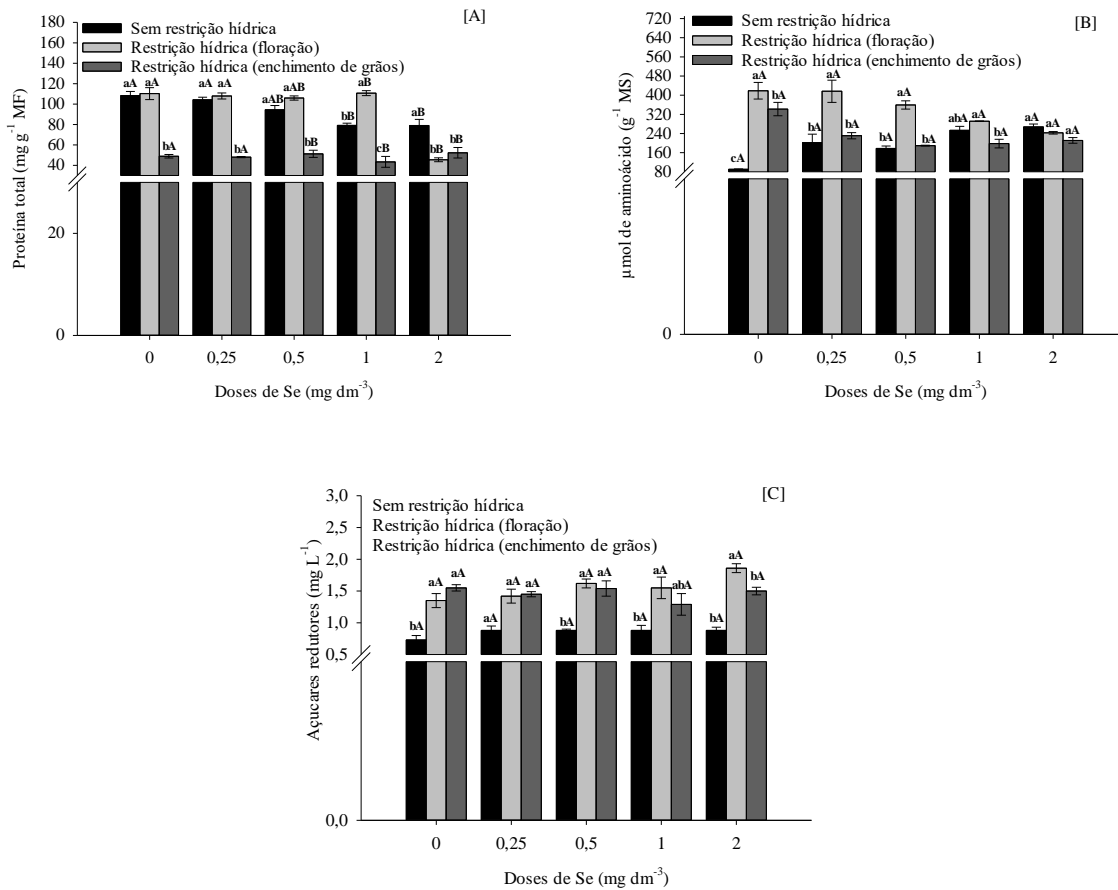 [A]
Sem restrição hídrica
Restrição hídrica (floração)
Restrição hídrica (enchimento de grãos)
Proteína total (mg g⁻¹ MF)
180
160
140
120
100
80
60
40
20
0
aA aA bA
aA aA bA
aAB aAB bB
bB aB cB
aB bB bB
0 0,25 0,5 1 2
Doses de Se (mg dm⁻³)
[B]
Sem restrição hídrica
Restrição hídrica (floração)
Restrição hídrica (enchimento de grãos)
µmol de aminoácido (g⁻¹ MS)
720
640
560
480
400
320
240
160
80
0
cA aA bA
bA aA bA
bA aA bA
abA aA bA
aA aA aA
0 0,25 0,5 1 2
Doses de Se (mg dm⁻³)
[C]
Sem restrição hídrica
Restrição hídrica (floração)
Restrição hídrica (enchimento de grãos)
Açucares redutores (mg L⁻¹)
3,0
2,5
2,0
1,5
1,0
0,5
0,0
bA aA aA
bA aA aA
bA aA aA
bA aA abA
bA aA bA
0 0,25 0,5 1 2
Doses de Se (mg dm⁻³)